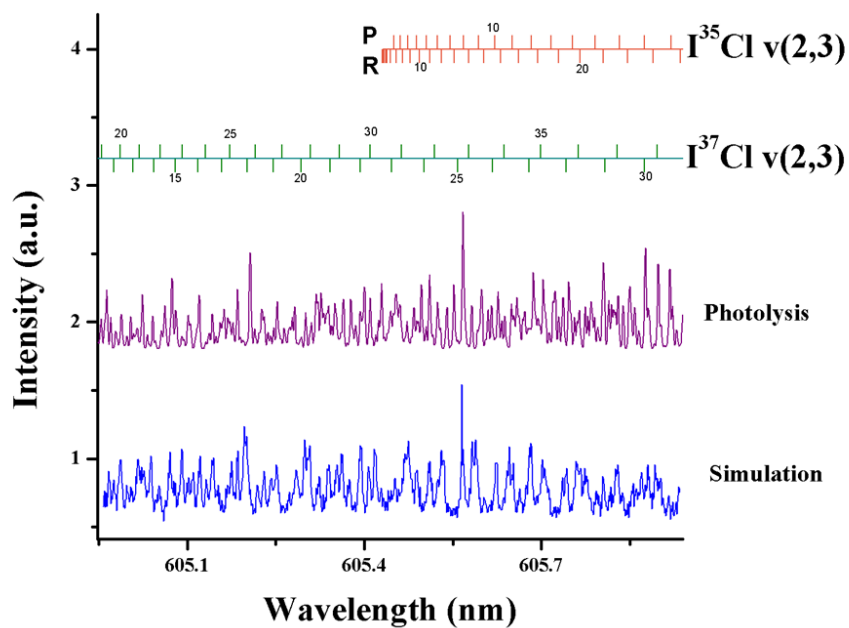 4
P
R
10
10
20
I³⁵Cl v(2,3)
20
25
30
35
15
20
25
30
I³⁷Cl v(2,3)
3
2
1
Intensity (a.u.)
Photolysis
Simulation
605.1
605.4
605.7
Wavelength (nm)